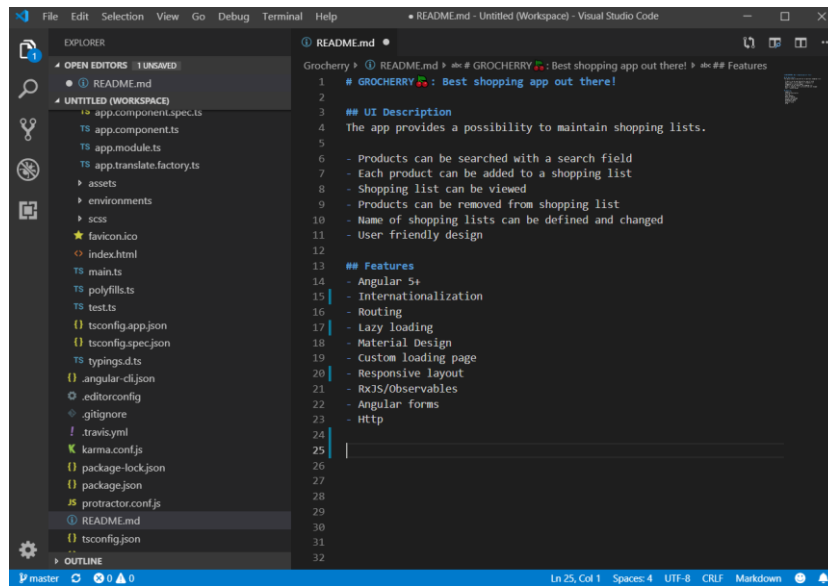 File Edit Selection View Go Debug Terminal Help
● README.md - Untitled (Workspace) - Visual Studio Code
EXPLORER
OPEN EDITORS 1 UNSAVED
README.md
UNTITLED (WORKSPACE)
app.component.spec.ts
TS app.component.ts
TS app.module.ts
TS app.translate.factory.ts
assets
environments
scss
favicon.ico
index.html
TS main.ts
TS polyfills.ts
TS test.ts
{} tsconfig.app.json
{} tsconfig.spec.json
TS typings.d.ts
{} .angular-cli.json
.editorconfig
.gitignore
! .travis.yml
K karma.conf.js
{} package-lock.json
{} package.json
JS protractor.conf.js
README.md
{} tsconfig.json
OUTLINE
1
README.md ●
Grocherry README.md abc # GROCHERRY🍒: Best shopping app out there! abc ## Features
1 # GROCHERRY🍒: Best shopping app out there!
2
3 ## UI Description
4 The app provides a possibility to maintain shopping lists.
5
6 - Products can be searched with a search field
7 - Each product can be added to a shopping list
8 - Shopping list can be viewed
9 - Products can be removed from shopping list
10 - Name of shopping lists can be defined and changed
11 - User friendly design
12
13 ## Features
14 - Angular 5+
15 - Internationalization
16 - Routing
17 - Lazy loading
18 - Material Design
19 - Custom loading page
20 - Responsive layout
21 - RxJS/Observables
22 - Angular forms
23 - Http
24
25
26
27
28
29
30
31
32
master 0 0
Ln 25, Col 1 Spaces: 4 UTF-8 CRLF Markdown